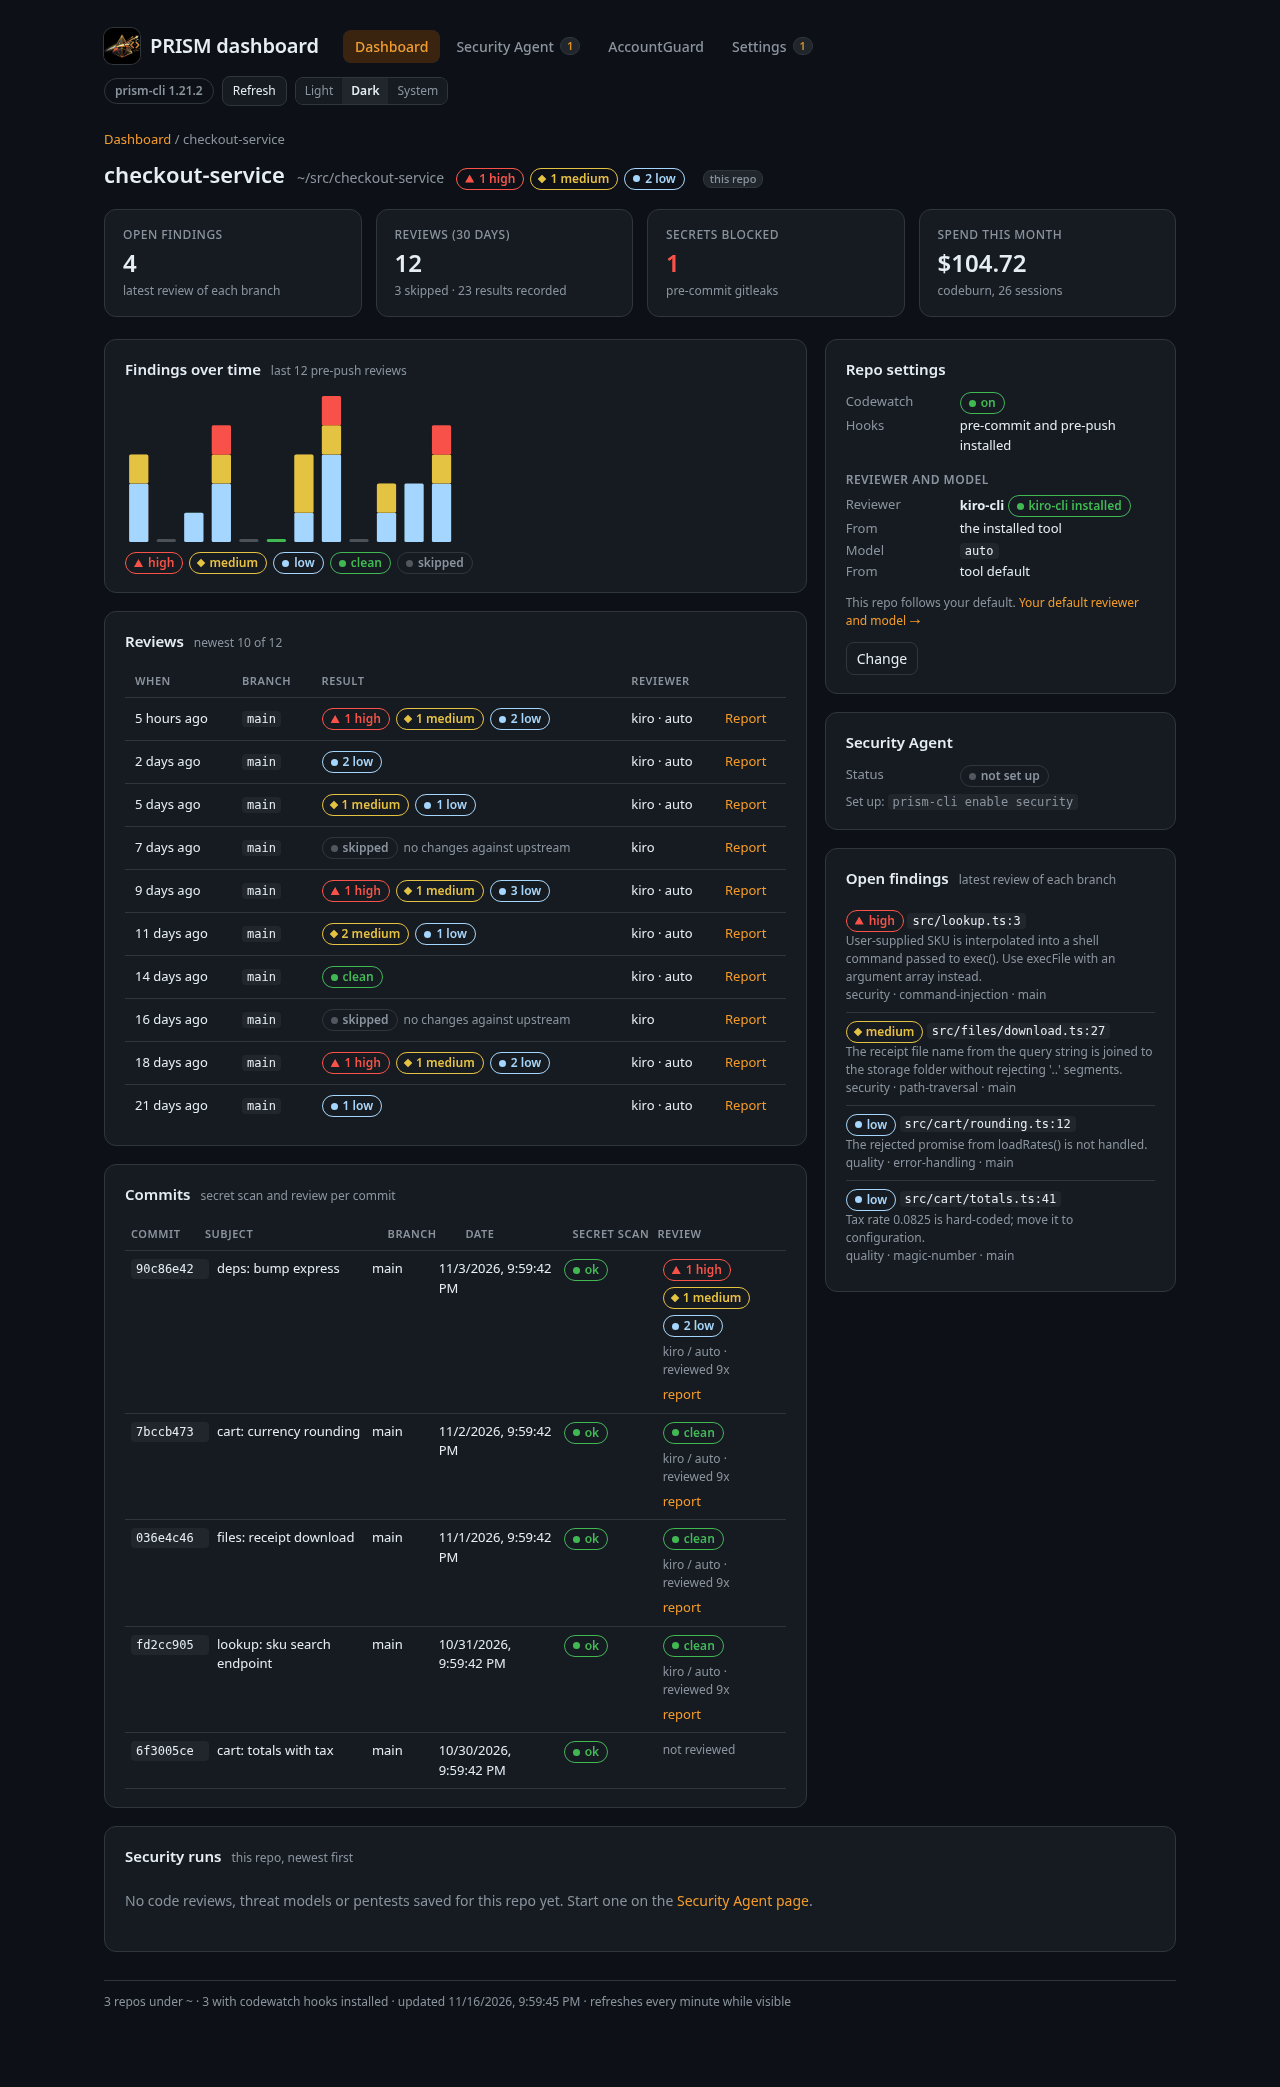 PRISM dashboard
Dashboard
Security Agent 1
AccountGuard
Settings 1
prism-cli 1.21.2
Refresh
Light Dark System
Dashboard / checkout-service
checkout-service ~/src/checkout-service 1 high 1 medium 2 low this repo
OPEN FINDINGS
4
latest review of each branch
REVIEWS (30 DAYS)
12
3 skipped · 23 results recorded
SECRETS BLOCKED
1
pre-commit gitleaks
SPEND THIS MONTH
$104.72
codeburn, 26 sessions
Findings over time last 12 pre-push reviews
high medium low clean skipped
Reviews newest 10 of 12
WHEN BRANCH RESULT REVIEWER
5 hours ago main 1 high 1 medium 2 low kiro · auto Report
2 days ago main 2 low kiro · auto Report
5 days ago main 1 medium 1 low kiro · auto Report
7 days ago main skipped no changes against upstream kiro Report
9 days ago main 1 high 1 medium 3 low kiro · auto Report
11 days ago main 2 medium 1 low kiro · auto Report
14 days ago main clean kiro · auto Report
16 days ago main skipped no changes against upstream kiro Report
18 days ago main 1 high 1 medium 2 low kiro · auto Report
21 days ago main 1 low kiro · auto Report
Commits secret scan and review per commit
COMMIT SUBJECT BRANCH DATE SECRET SCAN REVIEW
90c86e42 deps: bump express main 11/3/2026, 9:59:42 ok 1 high
PM
1 medium
2 low
kiro / auto ·
reviewed 9x
report
7bccb473 cart: currency rounding main 11/2/2026, 9:59:42 ok clean
PM
kiro / auto ·
reviewed 9x
report
036e4c46 files: receipt download main 11/1/2026, 9:59:42 ok clean
PM
kiro / auto ·
reviewed 9x
report
fd2cc905 lookup: sku search main 10/31/2026, ok clean
endpoint 9:59:42 PM
kiro / auto ·
reviewed 9x
report
6f3005ce cart: totals with tax main 10/30/2026, ok not reviewed
9:59:42 PM
Repo settings
Codewatch on
Hooks pre-commit and pre-push
installed
REVIEWER AND MODEL
Reviewer kiro-cli kiro-cli installed
From the installed tool
Model auto
From tool default
This repo follows your default. Your default reviewer
and model →
Change
Security Agent
Status not set up
Set up: prism-cli enable security
Open findings latest review of each branch
high src/lookup.ts:3
User-supplied SKU is interpolated into a shell
command passed to exec(). Use execFile with an
argument array instead.
security · command-injection · main
medium src/files/download.ts:27
The receipt file name from the query string is joined to
the storage folder without rejecting '..' segments.
security · path-traversal · main
low src/cart/rounding.ts:12
The rejected promise from loadRates() is not handled.
quality · error-handling · main
low src/cart/totals.ts:41
Tax rate 0.0825 is hard-coded; move it to
configuration.
quality · magic-number · main
Security runs this repo, newest first
No code reviews, threat models or pentests saved for this repo yet. Start one on the Security Agent page.
3 repos under ~ · 3 with codewatch hooks installed · updated 11/16/2026, 9:59:45 PM · refreshes every minute while visible